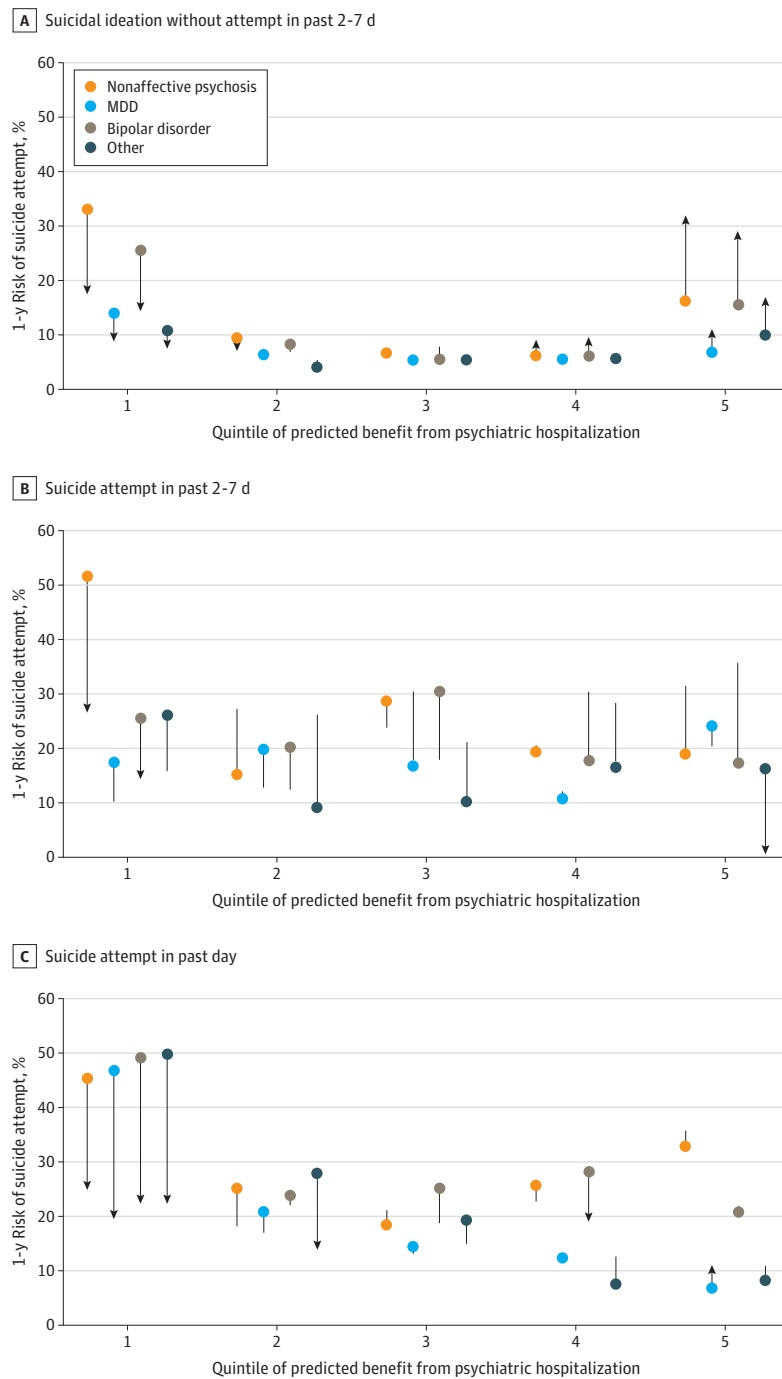 A Suicidal ideation without attempt in past 2-7 d
60
50
40
30
20
10
0
1-y Risk of suicide attempt, %
Nonaffective psychosis
MDD
Bipolar disorder
Other
1 2 3 4 5
Quintile of predicted benefit from psychiatric hospitalization
B Suicide attempt in past 2-7 d
60
50
40
30
20
10
0
1-y Risk of suicide attempt, %
1 2 3 4 5
Quintile of predicted benefit from psychiatric hospitalization
C Suicide attempt in past day
60
50
40
30
20
10
0
1-y Risk of suicide attempt, %
1 2 3 4 5
Quintile of predicted benefit from psychiatric hospitalization